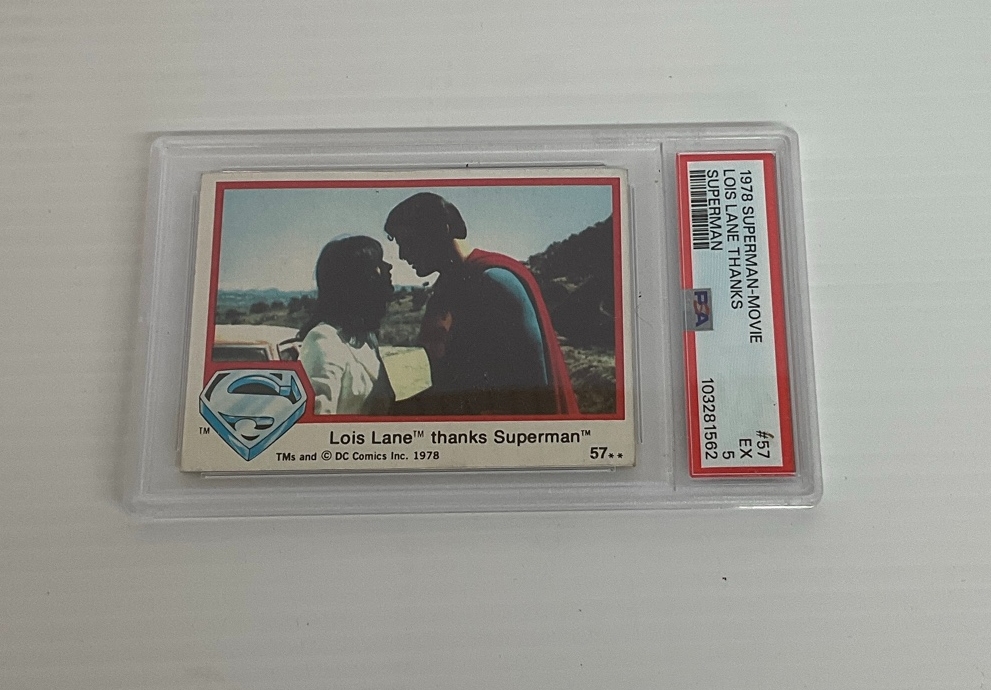 TM
Lois Lane™ thanks Superman™
TMs and © DC Comics Inc. 1978
57**
1978 SUPERMAN-MOVIE
LOIS LANE THANKS
SUPERMAN
#57
EX
5
103281562
PSA